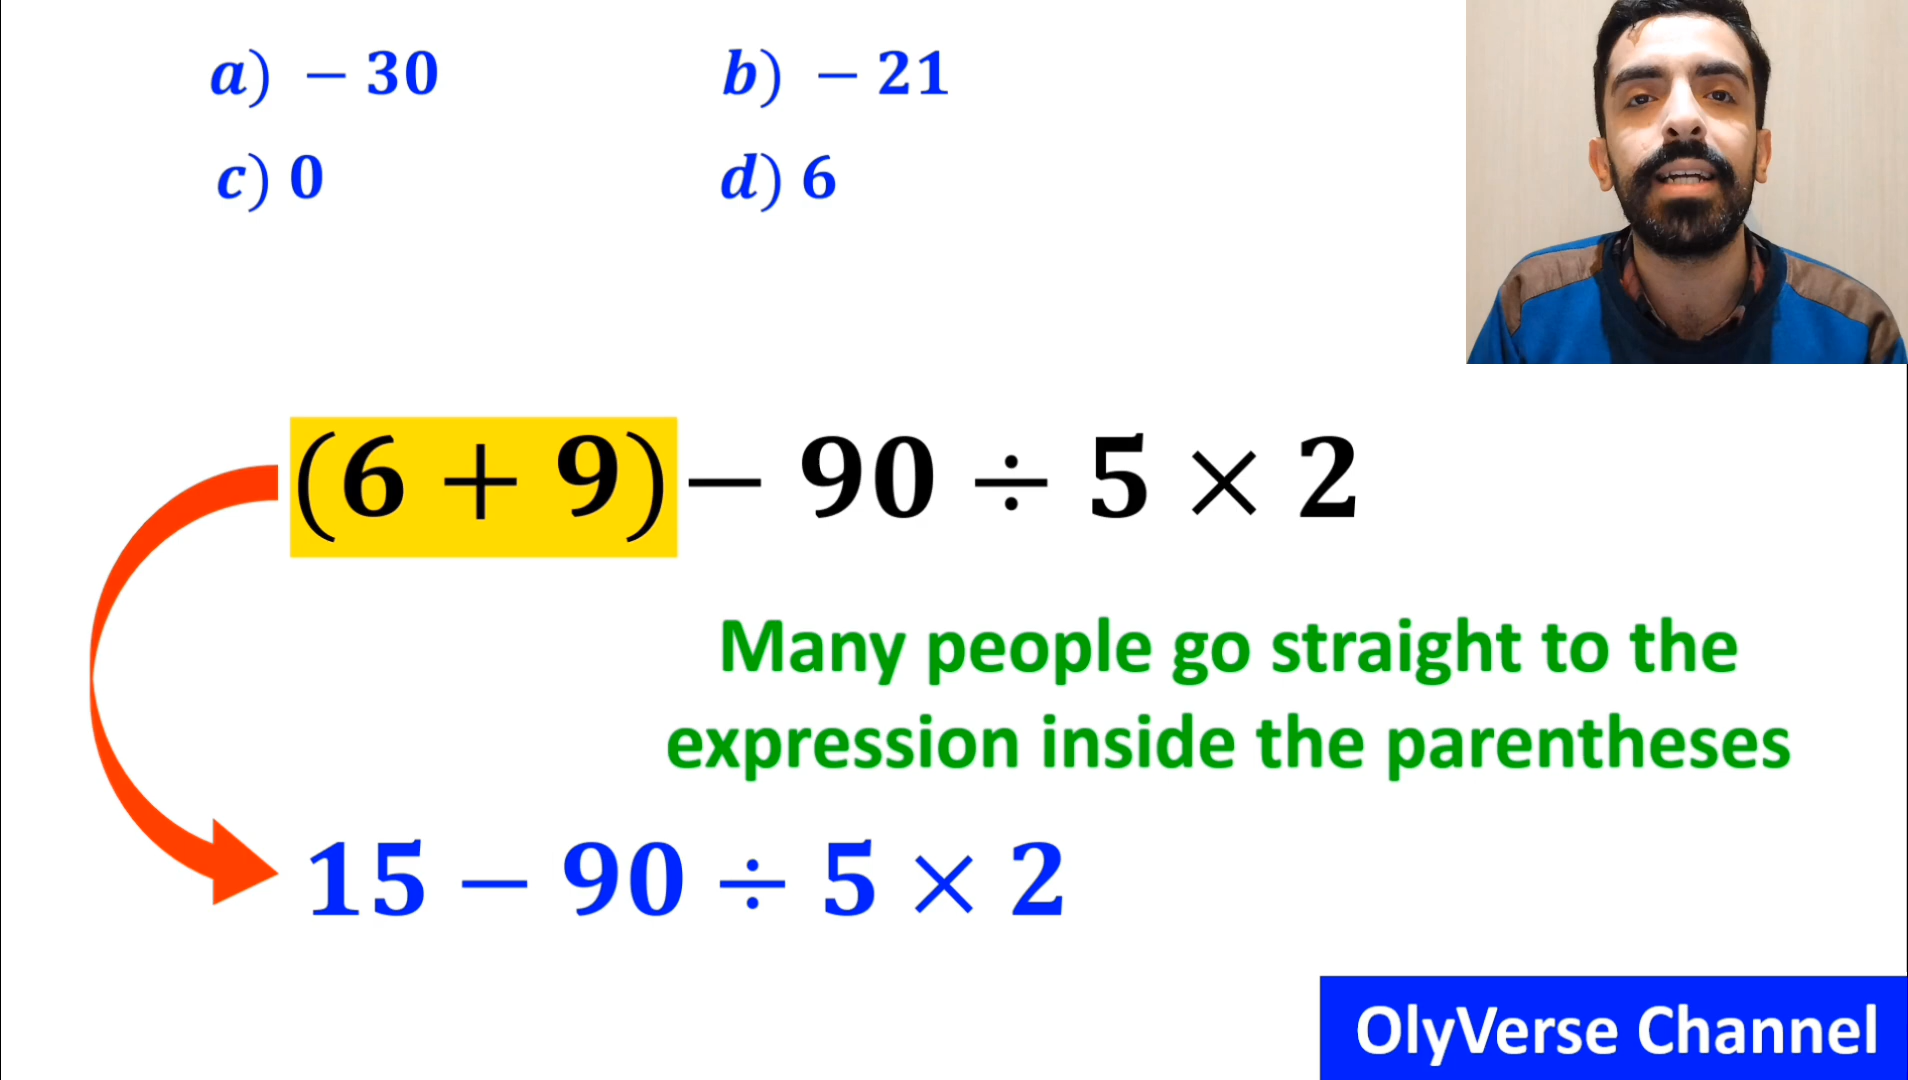 a) − 30 b) − 21
c) 0 d) 6
(6 + 9) − 90 ÷ 5 × 2
Many people go straight to the
expression inside the parentheses
15 − 90 ÷ 5 × 2
OlyVerse Channel